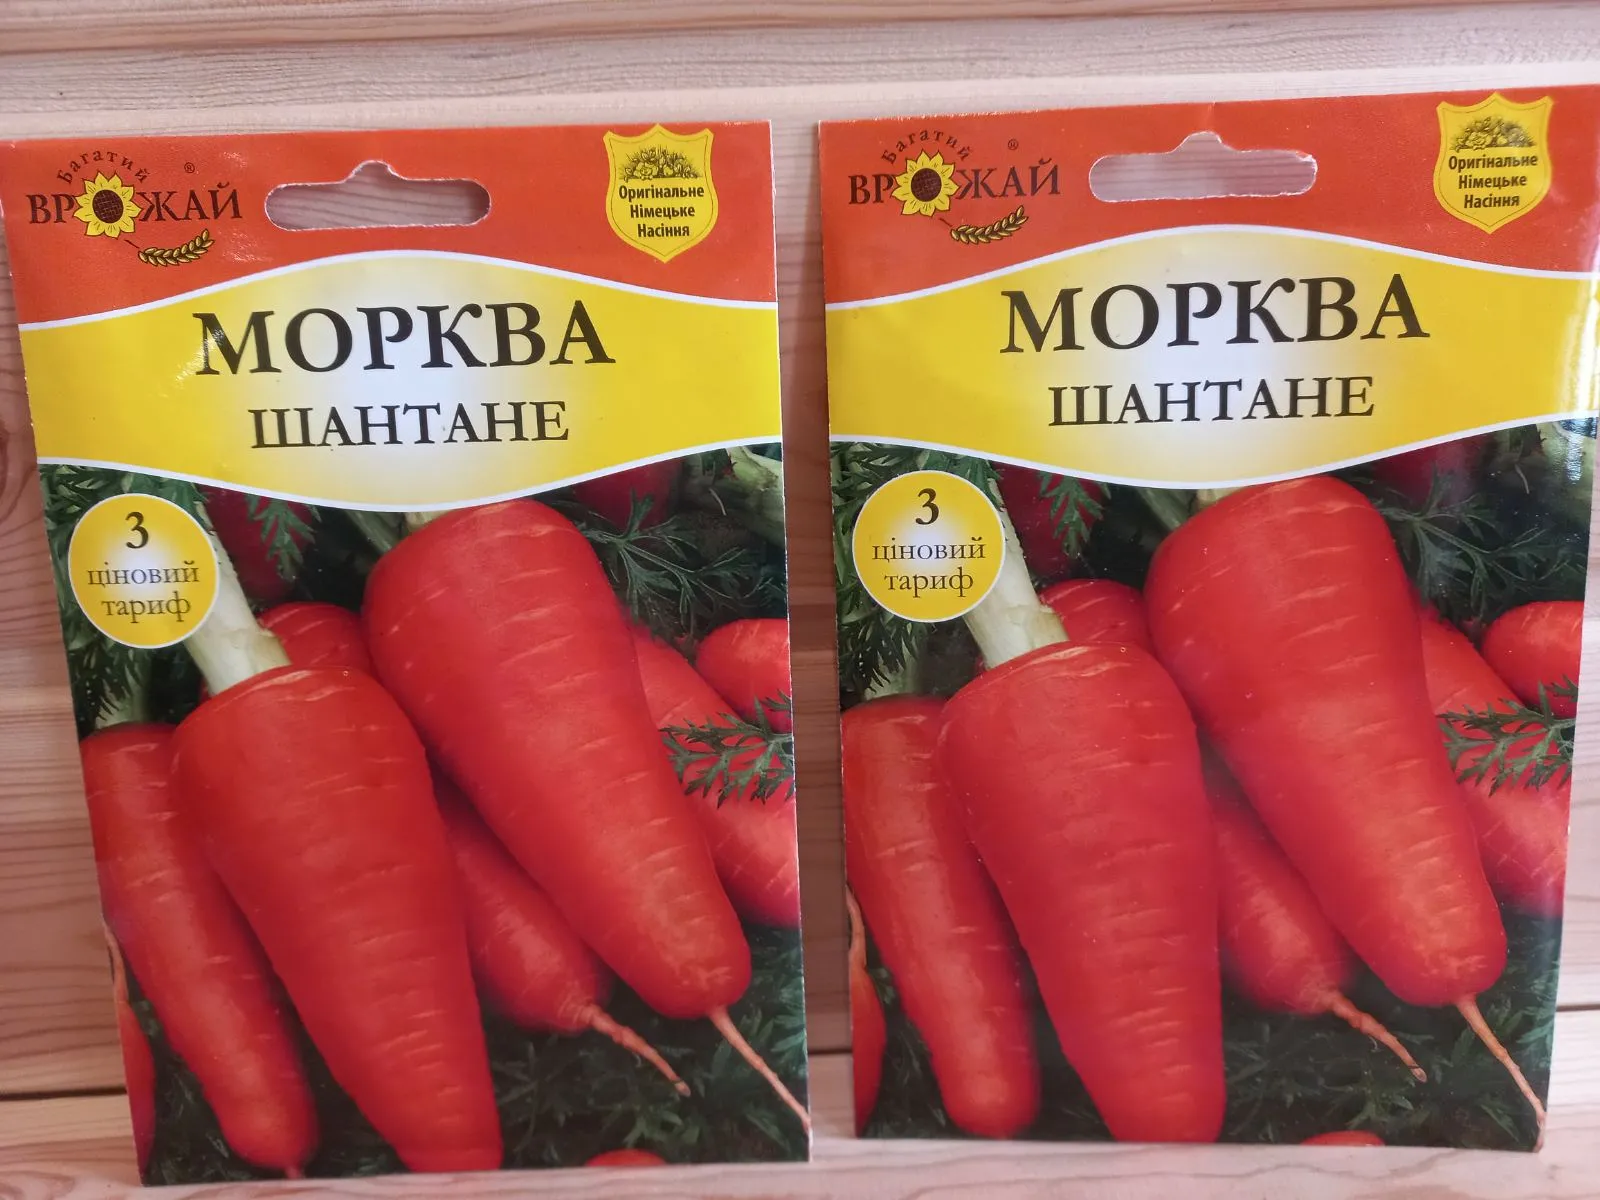 Багатий
ВРОЖАЙ ®
Оригінальне
Німецьке
Насіння
МОРКВА
ШАНТАНЕ
3
ціновий
тариф
Багатий
ВРОЖАЙ ®
Оригінальне
Німецьке
Насіння
МОРКВА
ШАНТАНЕ
3
ціновий
тариф